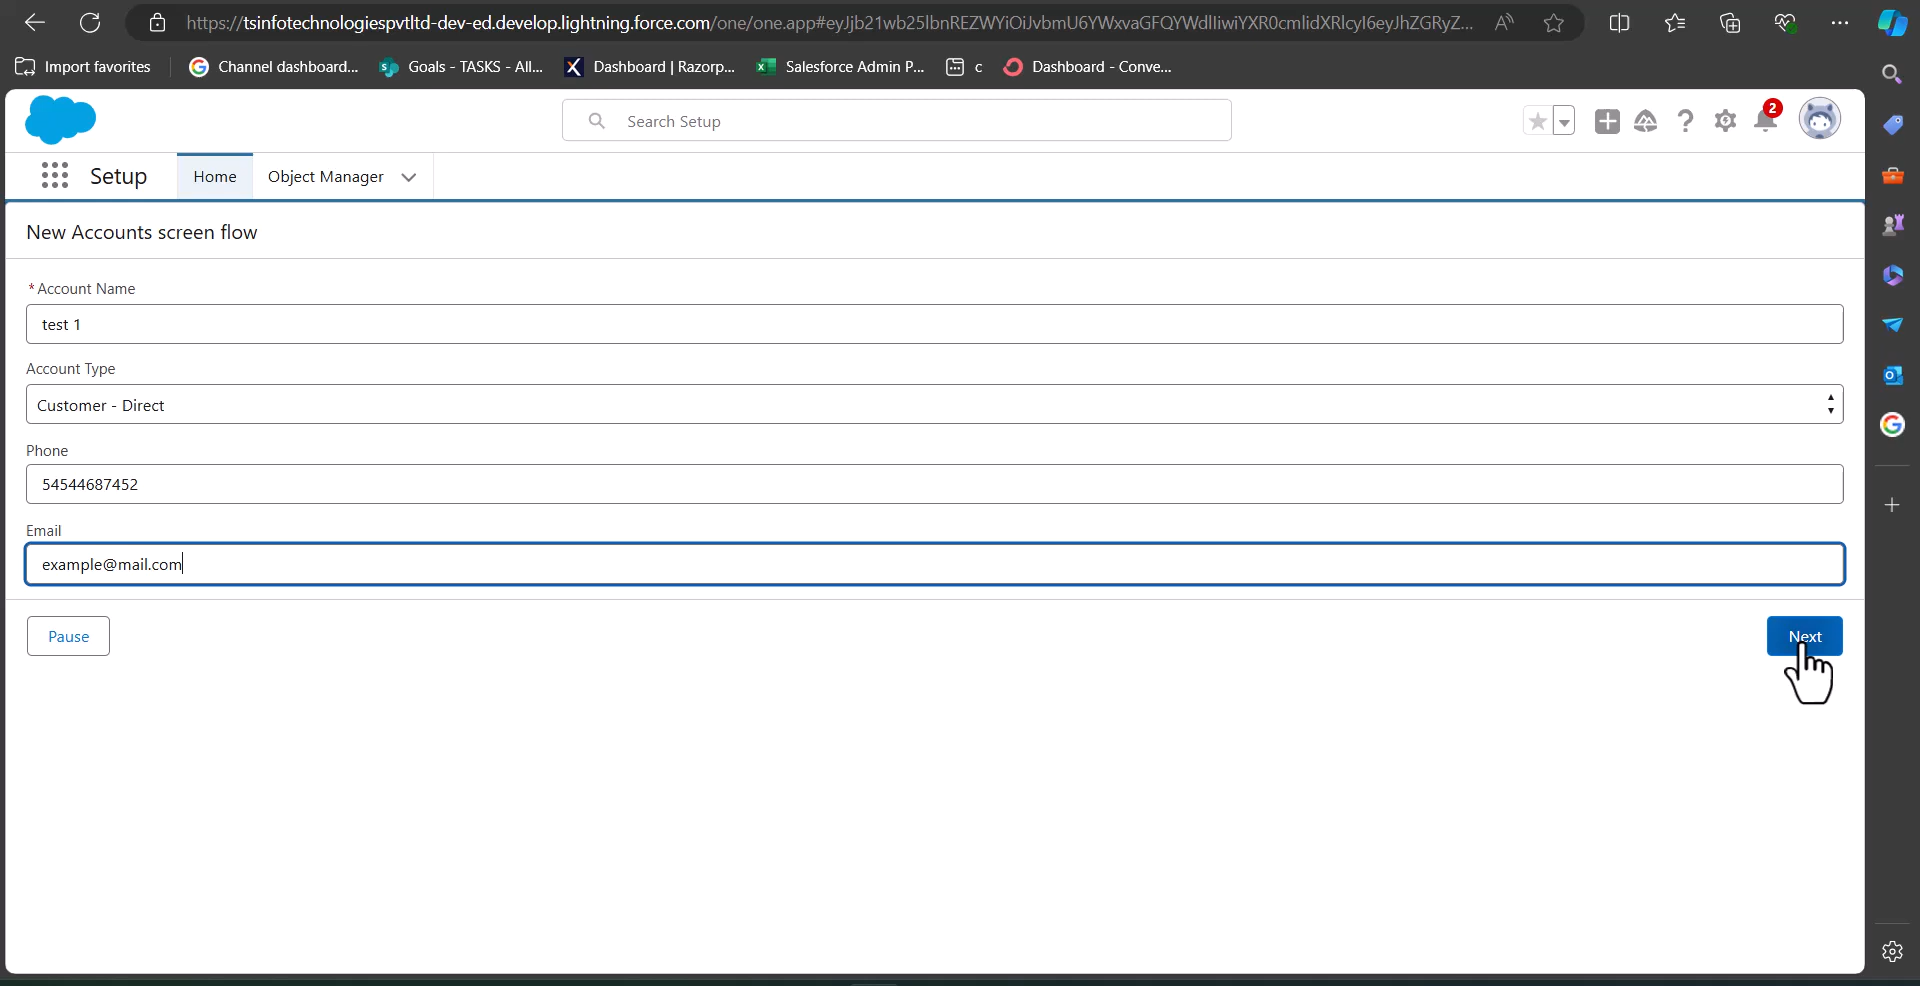 https://tsinfotechnologiespvtltd-dev-ed.develop.lightning.force.com/one/one.app#eyJjb21wb25lbnREZWYiOiJvbmU6YWxvaGFQYWdlIiwiYXR0cmlidXRlcyI6eyJhZGRyZ...
Import favorites
Channel dashboard...
Goals - TASKS - All...
Dashboard | Razorp...
Salesforce Admin P...
c
Dashboard - Conve...
Search Setup
2
Setup
Home
Object Manager
New Accounts screen flow
* Account Name
test 1
Account Type
Customer - Direct
Phone
54544687452
Email
example@mail.com
Pause
Next